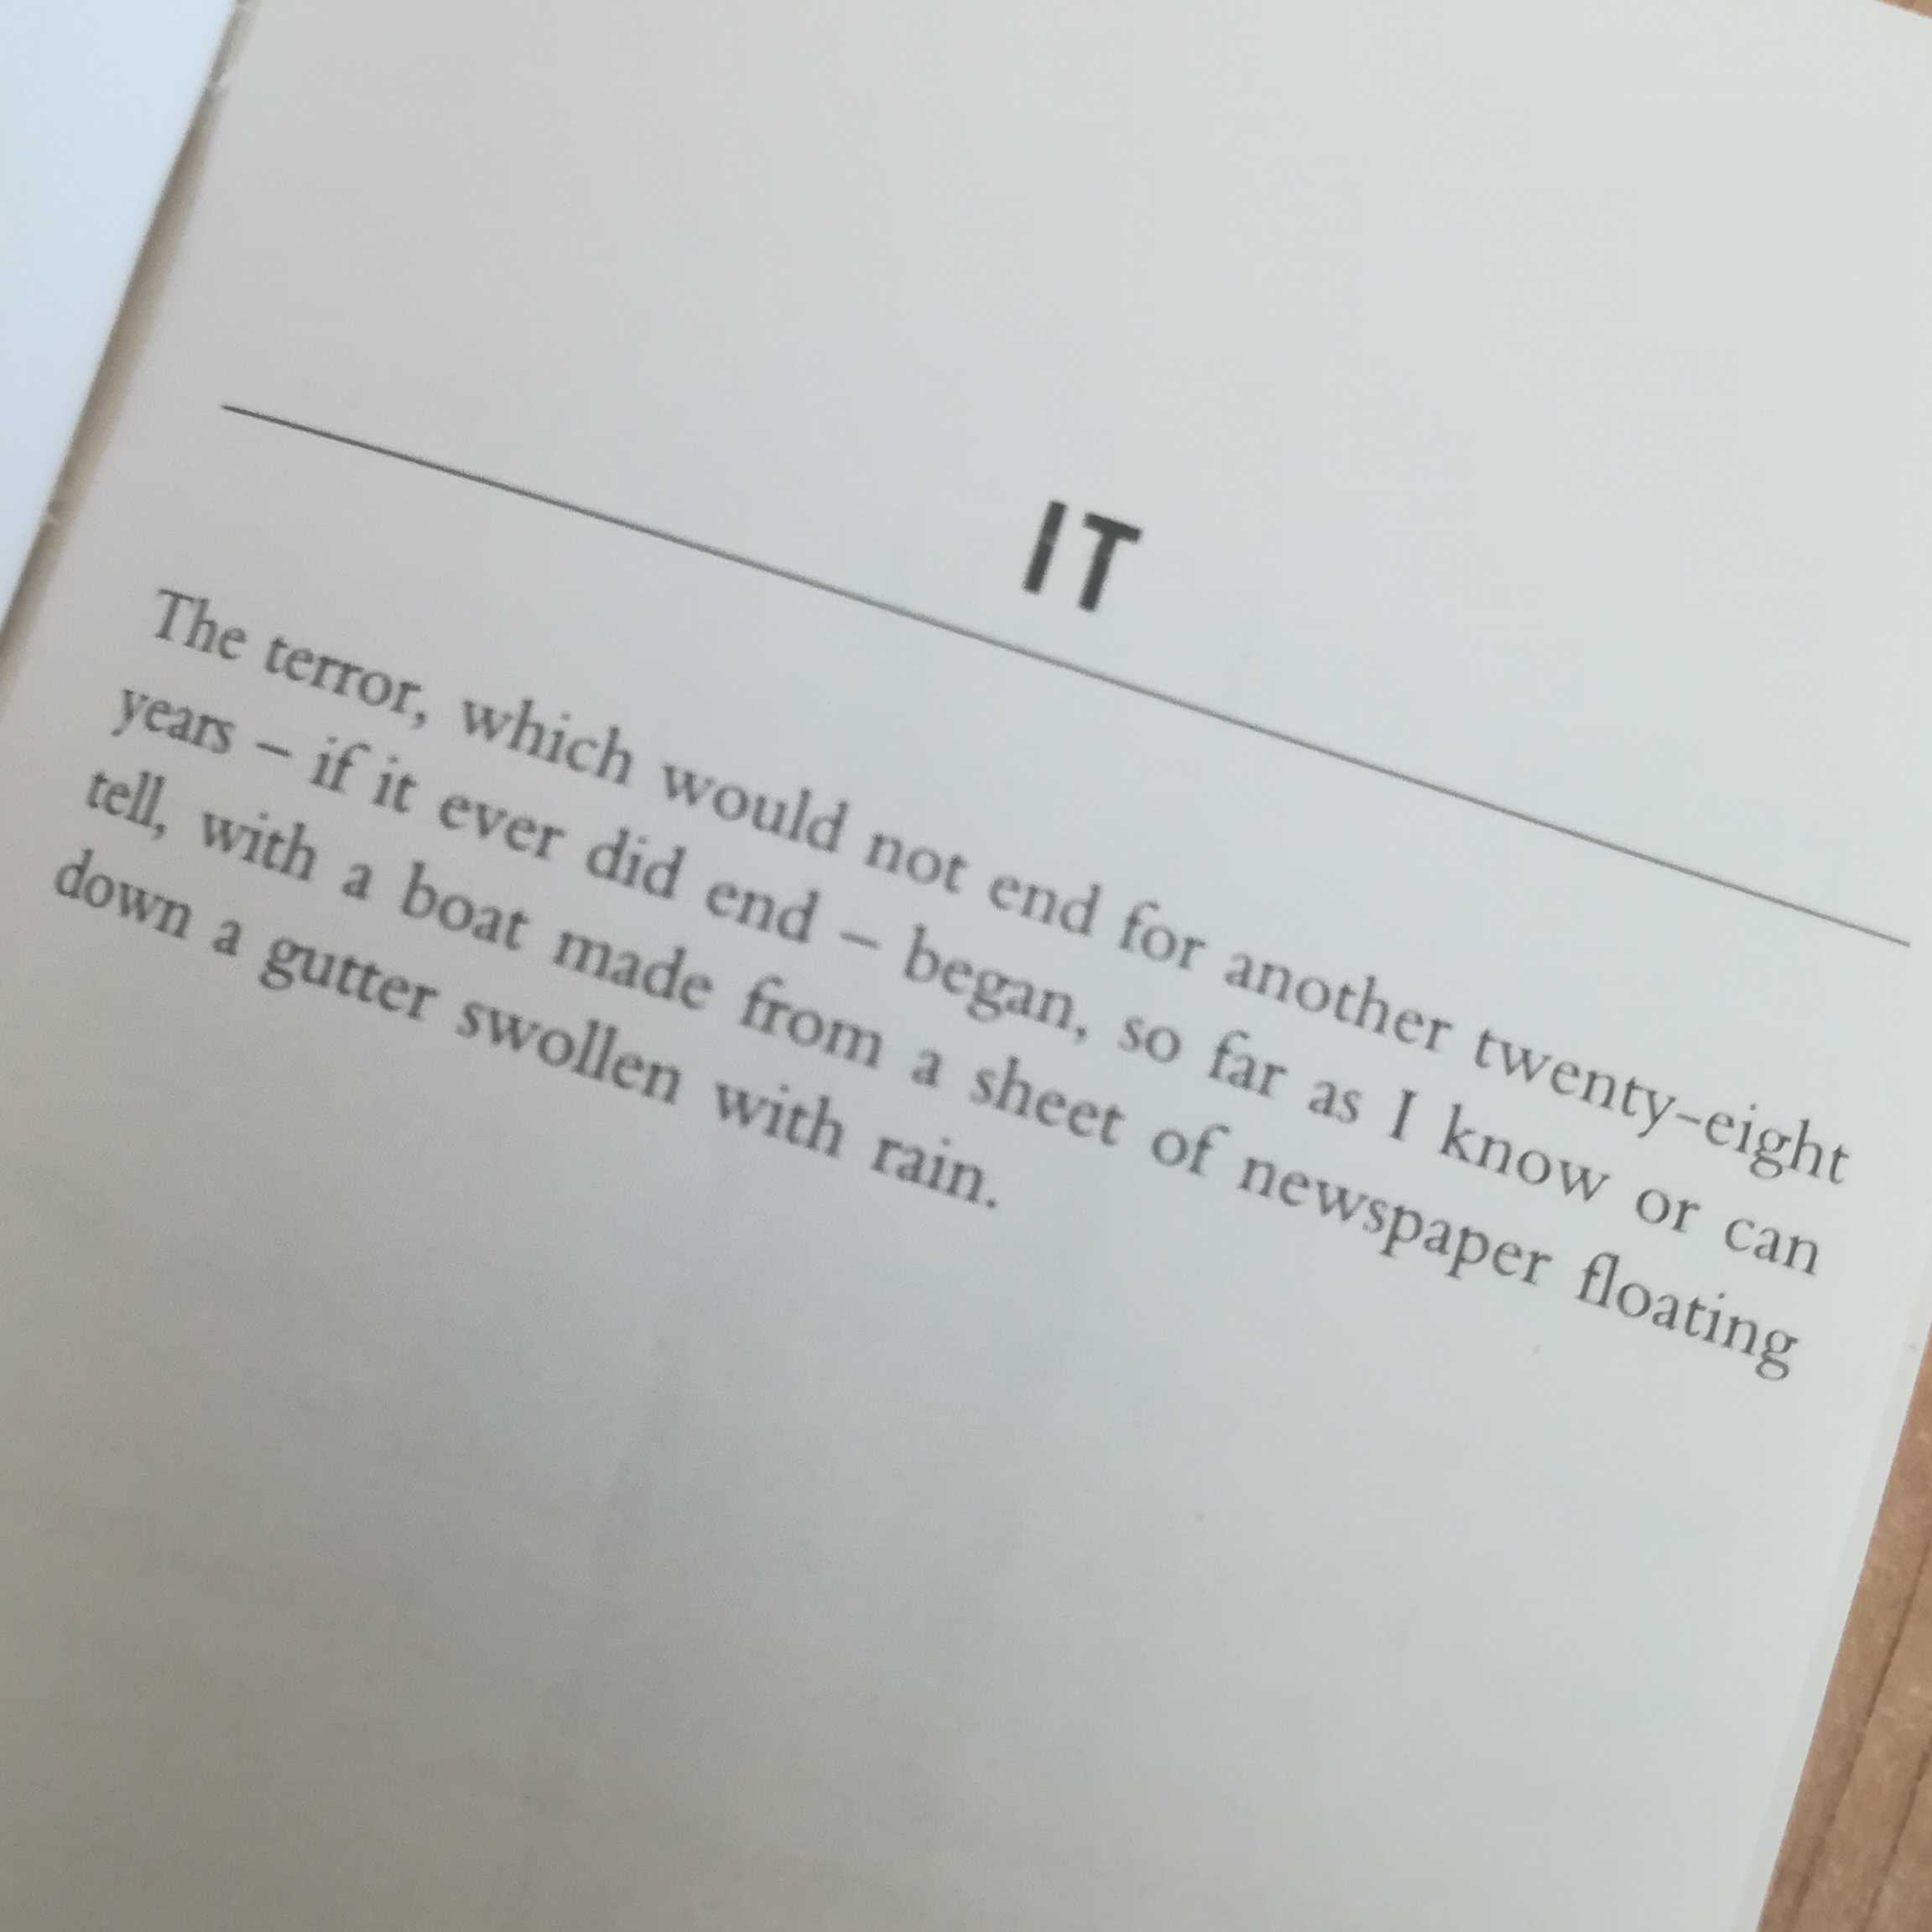 IT
The terror, which would not end for another twenty-eight
years – if it ever did end – began, so far as I know or can
tell, with a boat made from a sheet of newspaper floating
down a gutter swollen with rain.